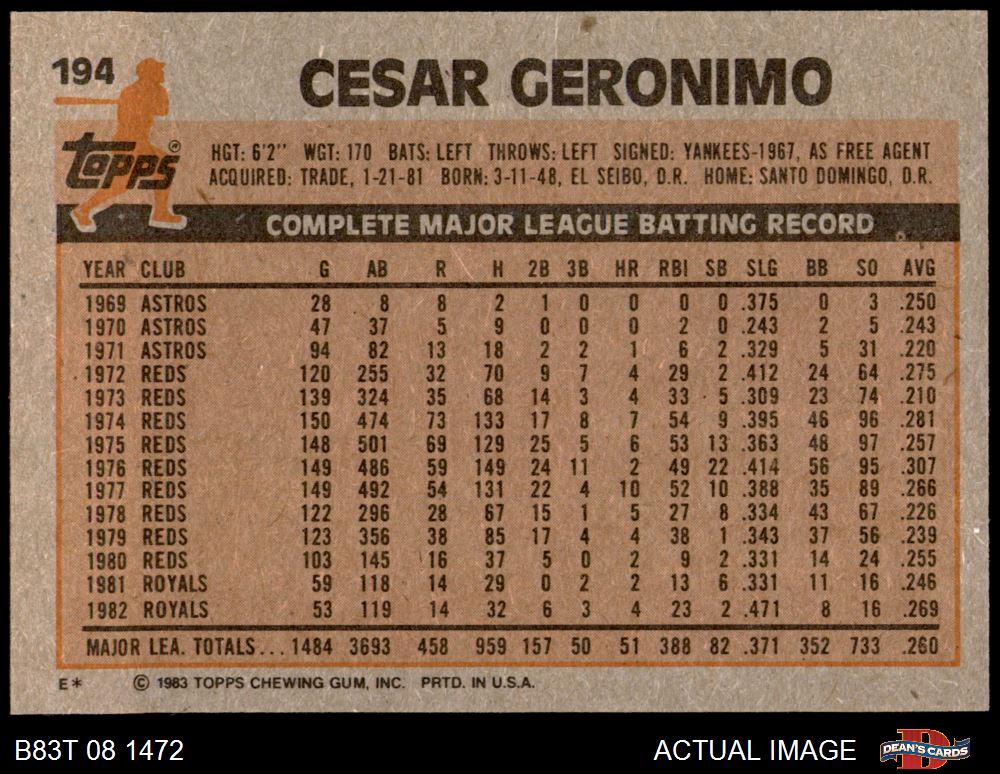 194 CESAR GERONIMO
Topps®
HGT: 6'2" WGT: 170 BATS: LEFT THROWS: LEFT SIGNED: YANKEES-1967, AS FREE AGENT
ACQUIRED: TRADE, 1-21-81 BORN: 3-11-48, EL SEIBO, D.R. HOME: SANTO DOMINGO, D.R.
COMPLETE MAJOR LEAGUE BATTING RECORD
YEAR CLUB G AB R H 2B 3B HR RBI SB SLG BB SO AVG
1969 ASTROS 28 8 8 2 1 0 0 0 0 .375 0 3 .250
1970 ASTROS 47 37 5 9 0 0 0 2 0 .243 2 5 .243
1971 ASTROS 94 82 13 18 2 2 1 6 2 .329 5 31 .220
1972 REDS 120 255 32 70 9 7 4 29 2 .412 24 64 .275
1973 REDS 139 324 35 68 14 3 4 33 5 .309 23 74 .210
1974 REDS 150 474 73 133 17 8 7 54 9 .395 46 96 .281
1975 REDS 148 501 69 129 25 5 6 53 13 .363 48 97 .257
1976 REDS 149 486 59 149 24 11 2 49 22 .414 56 95 .307
1977 REDS 149 492 54 131 22 4 10 52 10 .388 35 89 .266
1978 REDS 122 296 28 67 15 1 5 27 8 .334 43 67 .226
1979 REDS 123 356 38 85 17 4 4 38 1 .343 37 56 .239
1980 REDS 103 145 16 37 5 0 2 9 2 .331 14 24 .255
1981 ROYALS 59 118 14 29 0 2 2 13 6 .331 11 16 .246
1982 ROYALS 53 119 14 32 6 3 4 23 2 .471 8 16 .269
MAJOR LEA. TOTALS... 1484 3693 458 959 157 50 51 388 82 .371 352 733 .260
E* © 1983 TOPPS CHEWING GUM, INC. PRTD. IN U.S.A.
B83T 08 1472 ACTUAL IMAGE DEAN'S CARDS